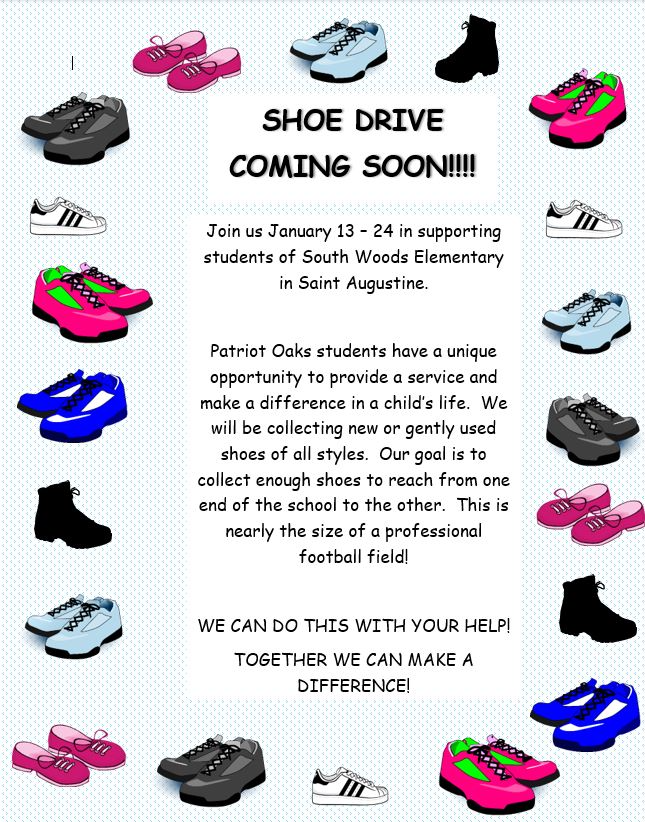 SHOE DRIVE
COMING SOON!!!!
Join us January 13 – 24 in supporting
students of South Woods Elementary
in Saint Augustine.
Patriot Oaks students have a unique
opportunity to provide a service and
make a difference in a child’s life.  We
will be collecting new or gently used
shoes of all styles.  Our goal is to
collect enough shoes to reach from one
end of the school to the other.  This is
nearly the size of a professional
football field!
WE CAN DO THIS WITH YOUR HELP!
TOGETHER WE CAN MAKE A
DIFFERENCE!